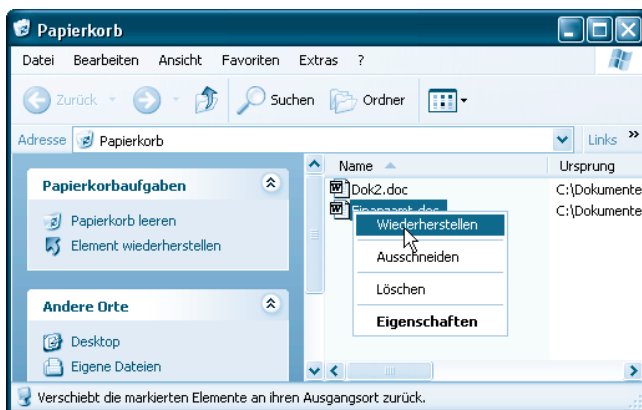 Papierkorb
Datei Bearbeiten Ansicht Favoriten Extras ?
Zurück Suchen Ordner
Adresse Papierkorb Links »
Name Ursprung
Papierkorbaufgaben
Dok2.doc C:\Dokumente
Finanzamt.doc C:\Dokumente
Papierkorb leeren
Element wiederherstellen
Wiederherstellen
Ausschneiden
Löschen
Eigenschaften
Andere Orte
Desktop
Eigene Dateien
Verschiebt die markierten Elemente an ihren Ausgangsort zurück.